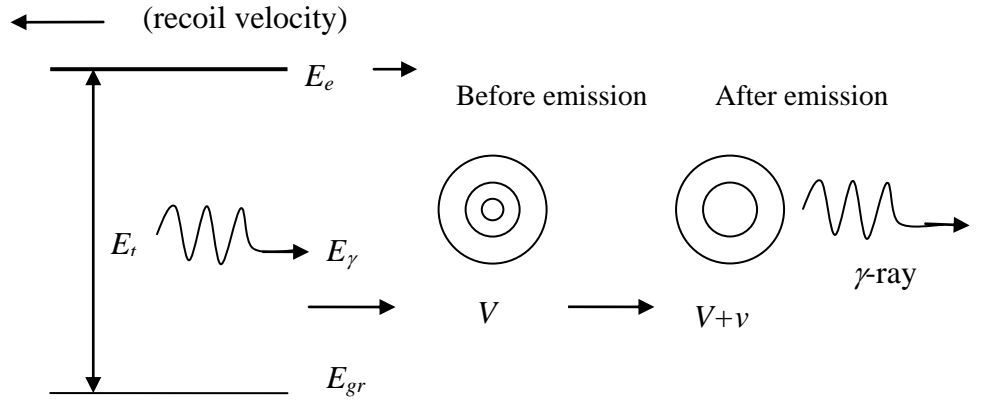 (recoil velocity)
E_e
Before emission
After emission
E_t
E_γ
γ-ray
V
V+v
E_gr